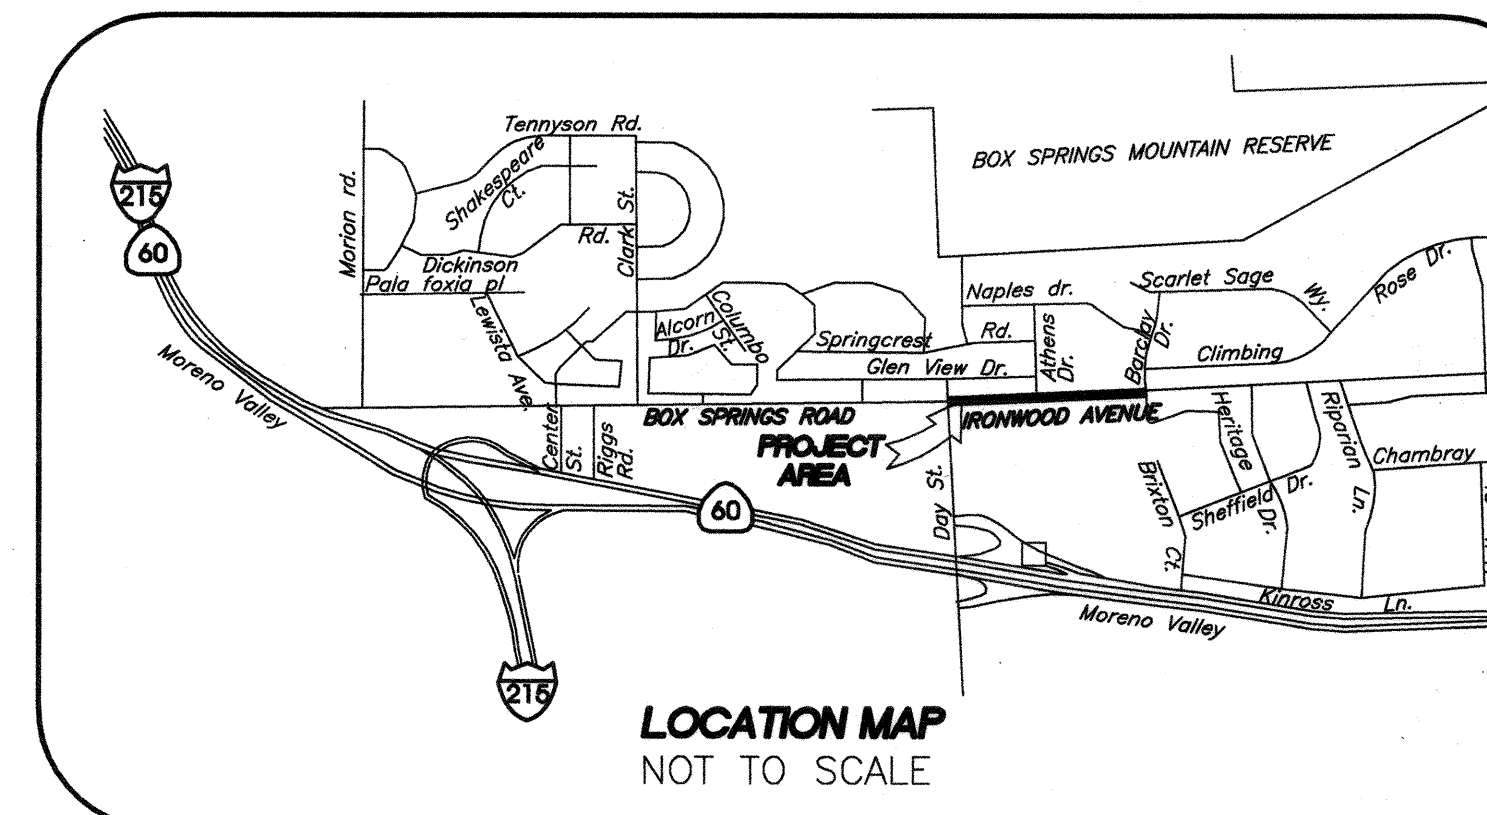 Tennyson Rd.
BOX SPRINGS MOUNTAIN RESERVE
215
60
Morion rd.
Shakespeare
Ct.
Clark St.
Rd.
Dickinson
Pala foxia pl
Lewista Ave.
Alcorn
Dr.
Columbo
St.
Springcrest Rd.
Glen View Dr.
Naples dr.
Athens
Dr.
Barclay
Dr.
Scarlet Sage Wy.
Climbing Rose Dr.
Moreno Valley
BOX SPRINGS ROAD
IRONWOOD AVENUE
PROJECT
AREA
Center
St.
Riggs
Rd.
Day St.
Heritage Dr.
Riparian Ln.
Chambray
Brixton Ct.
Sheffield Dr.
60
Kinross Ln.
Moreno Valley
215
LOCATION MAP
NOT TO SCALE